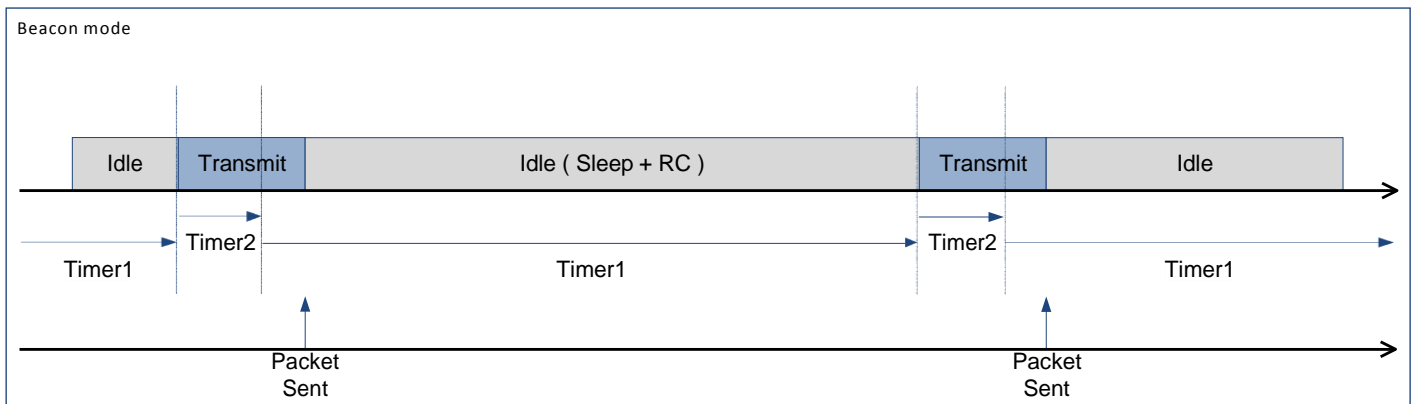 Beacon mode
Idle
Transmit
Idle ( Sleep + RC )
Transmit
Idle
Timer2
Timer2
Timer1
Timer1
Timer1
Packet
Sent
Packet
Sent